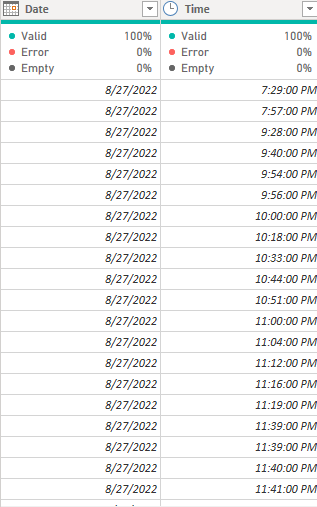 Date Time
Valid 100% Valid 100%
Error 0% Error 0%
Empty 0% Empty 0%
8/27/2022 7:29:00 PM
8/27/2022 7:57:00 PM
8/27/2022 9:28:00 PM
8/27/2022 9:40:00 PM
8/27/2022 9:54:00 PM
8/27/2022 9:56:00 PM
8/27/2022 10:00:00 PM
8/27/2022 10:18:00 PM
8/27/2022 10:33:00 PM
8/27/2022 10:44:00 PM
8/27/2022 10:51:00 PM
8/27/2022 11:00:00 PM
8/27/2022 11:04:00 PM
8/27/2022 11:12:00 PM
8/27/2022 11:16:00 PM
8/27/2022 11:19:00 PM
8/27/2022 11:39:00 PM
8/27/2022 11:39:00 PM
8/27/2022 11:40:00 PM
8/27/2022 11:41:00 PM